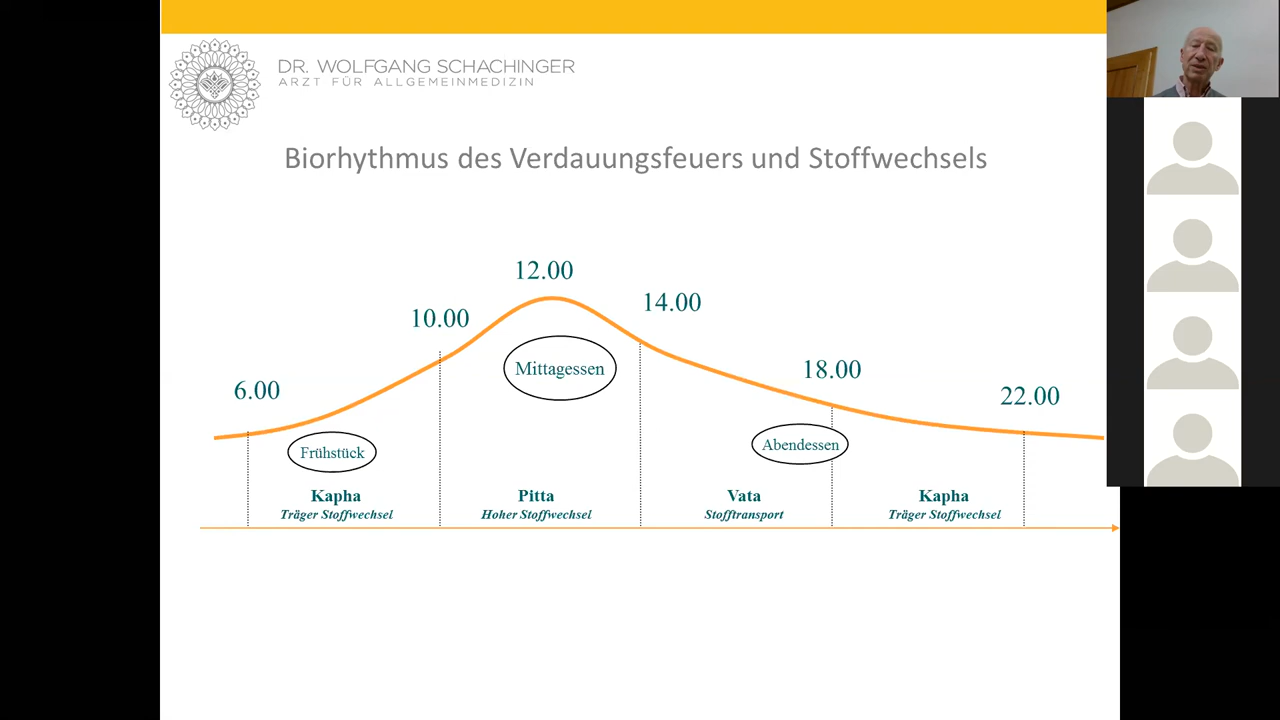 DR. WOLFGANG SCHACHINGER
ARZT FÜR ALLGEMEINMEDIZIN
Biorhythmus des Verdauungsfeuers und Stoffwechsels
12.00
10.00
14.00
6.00
18.00
22.00
Mittagessen
Frühstück
Abendessen
Kapha
Träger Stoffwechsel
Pitta
Hoher Stoffwechsel
Vata
Stofftransport
Kapha
Träger Stoffwechsel